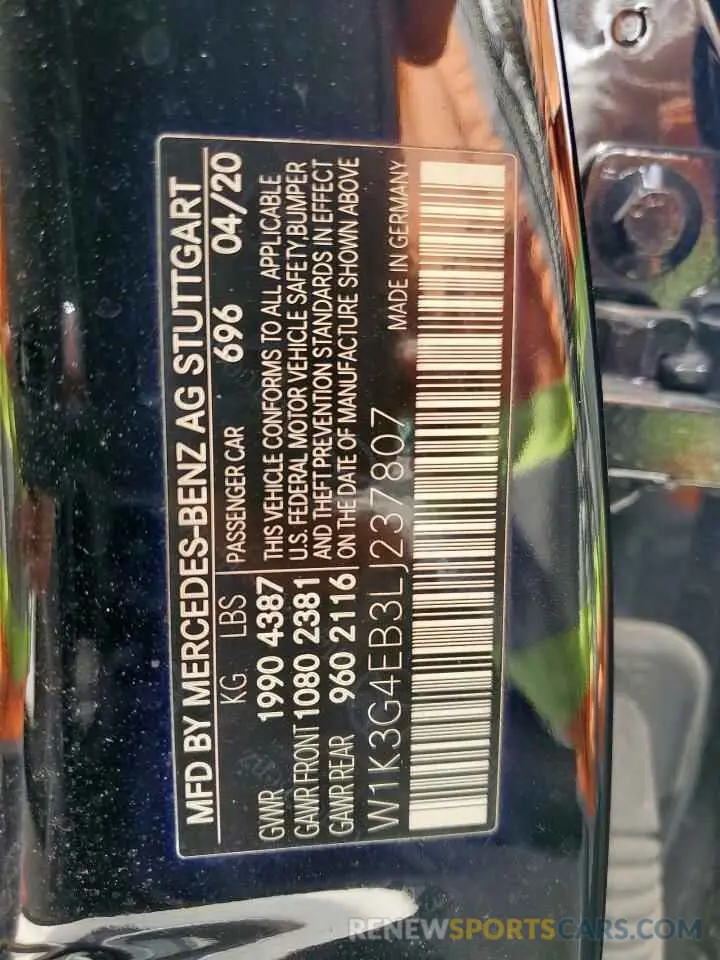 MFD BY MERCEDES-BENZ AG STUTTGART
KG LBS PASSENGER CAR 696 04/20
GVWR 1990 4387 THIS VEHICLE CONFORMS TO ALL APPLICABLE
GAWR FRONT 1080 2381 U.S. FEDERAL MOTOR VEHICLE SAFETY BUMPER
GAWR REAR 960 2116 AND THEFT PREVENTION STANDARDS IN EFFECT
ON THE DATE OF MANUFACTURE SHOWN ABOVE
W1K3G4EB3LJ237807 MADE IN GERMANY
RENEWSPORTSCARS.COM